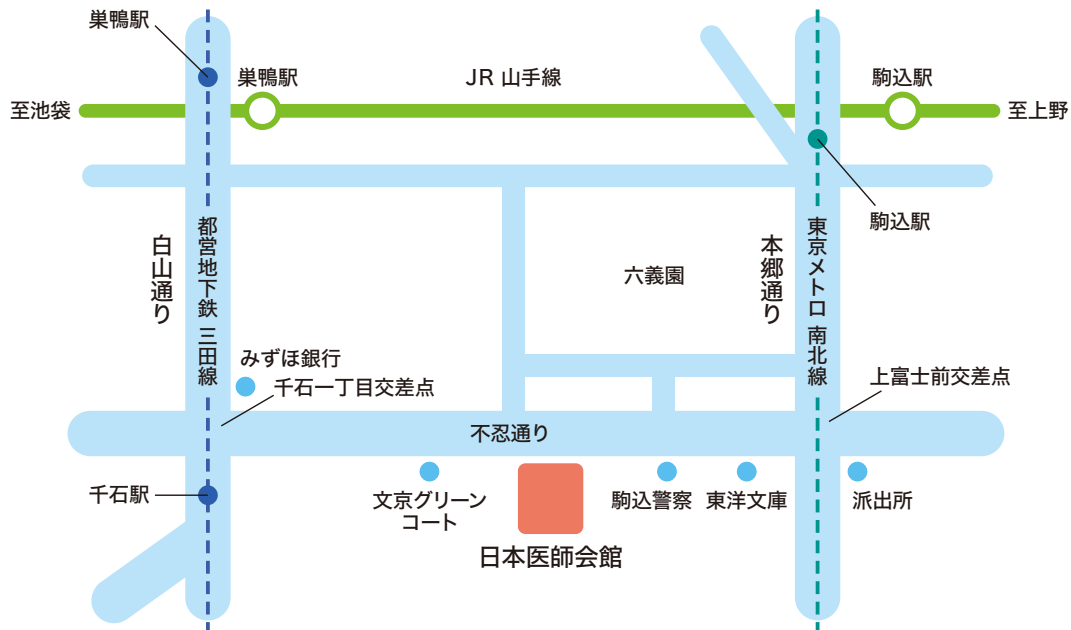 巣鴨駅
巣鴨駅
JR 山手線
駒込駅
至池袋
至上野
駒込駅
白山通り
都営地下鉄 三田線
六義園
本郷通り
東京メトロ 南北線
みずほ銀行
千石一丁目交差点
上富士前交差点
不忍通り
千石駅
文京グリーン
コート
駒込警察
東洋文庫
派出所
日本医師会館